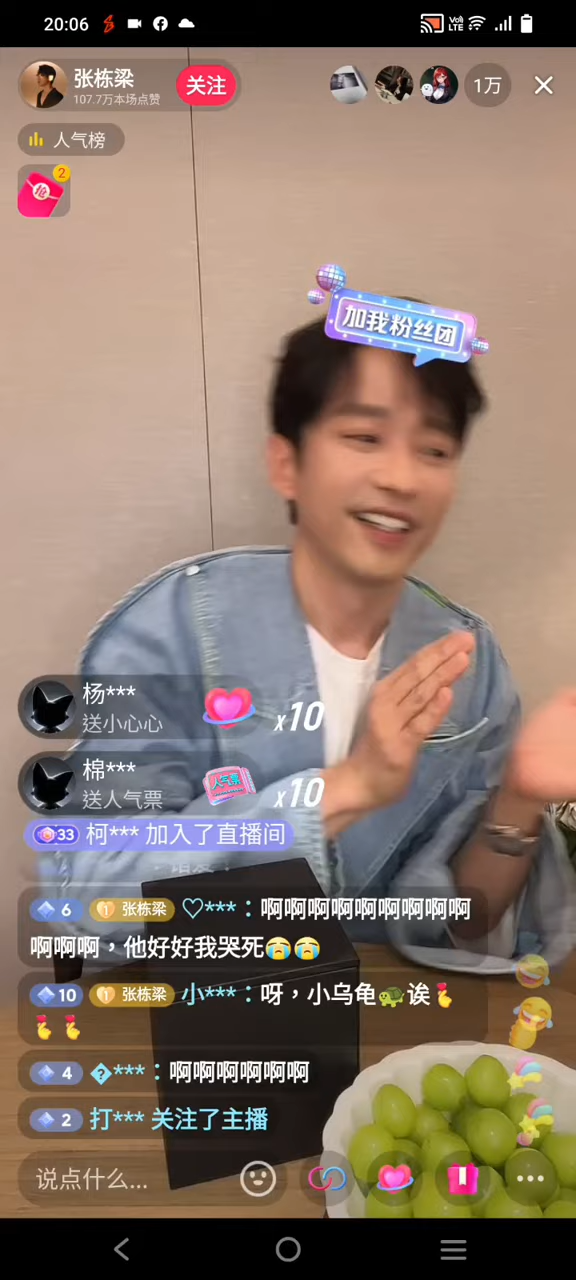 20:06
Vo))
LTE
张栋梁
107.7万本场点赞
关注
1万
人气榜
2
加我粉丝团
杨***
送小心心
x10
棉***
送人气票
人气票
x10
33 柯*** 加入了直播间
6 张栋梁 ♡***：啊啊啊啊啊啊啊啊啊
啊啊啊，他好好我哭死😭😭
10 张栋梁 小***：呀，小乌龟🐢诶🫰
🫰🫰
4 �***：啊啊啊啊啊啊
2 打*** 关注了主播
说点什么...